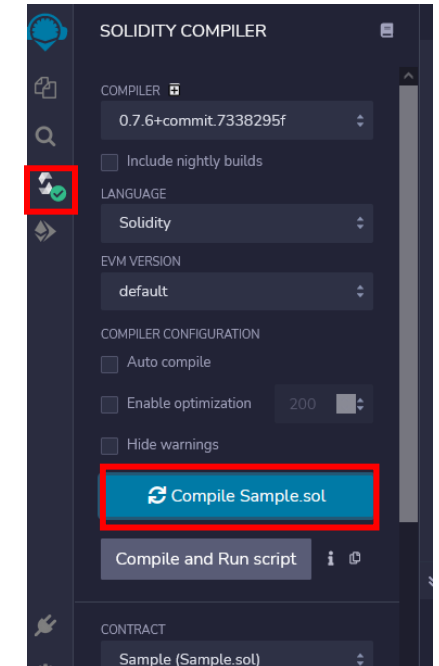 SOLIDITY COMPILER
COMPILER
0.7.6+commit.7338295f
Include nightly builds
LANGUAGE
Solidity
EVM VERSION
default
COMPILER CONFIGURATION
Auto compile
Enable optimization 200
Hide warnings
Compile Sample.sol
Compile and Run script
CONTRACT
Sample (Sample.sol)